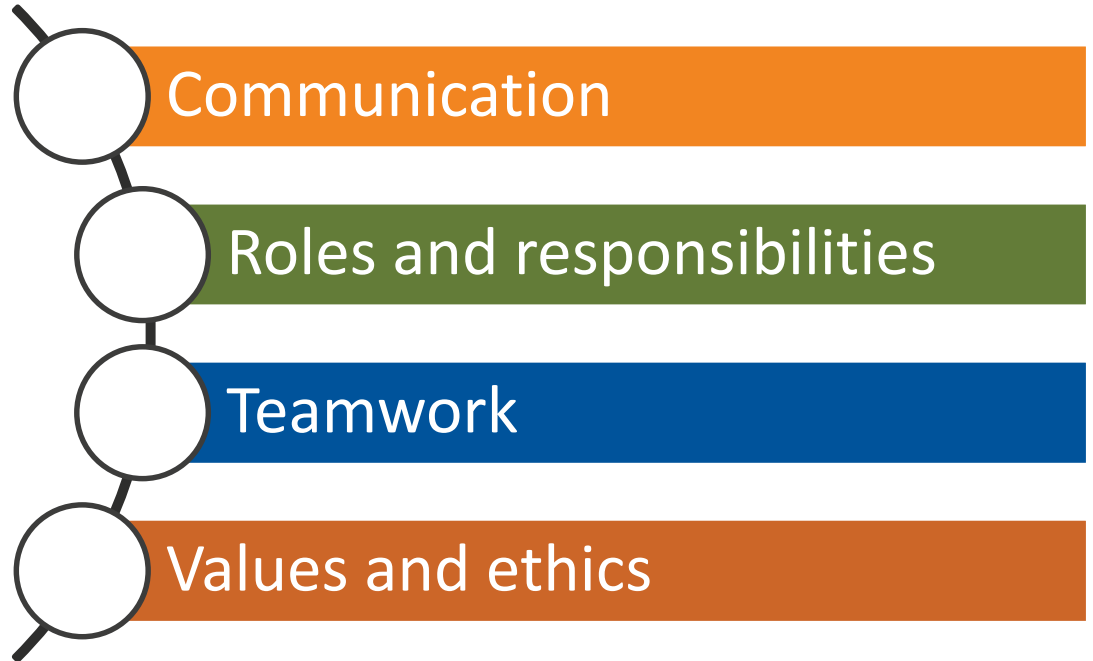 Communication
Roles and responsibilities
Teamwork
Values and ethics